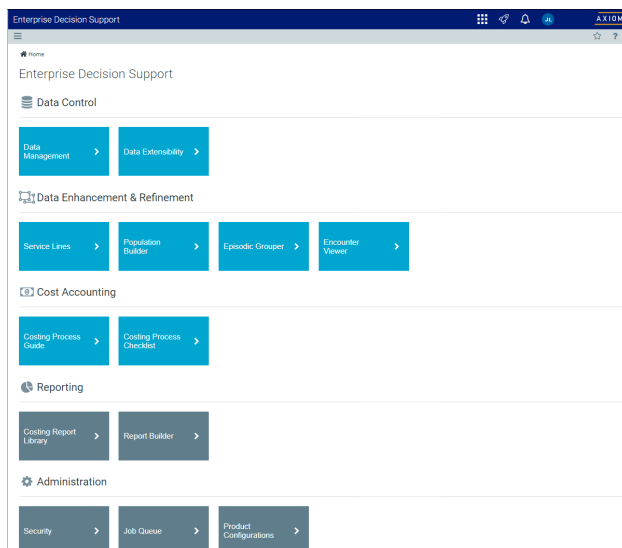 Enterprise Decision Support
JL
AXIOM
?
Home
Enterprise Decision Support
Data Control
Data
Management
Data Extensibility
Data Enhancement & Refinement
Service Lines
Population
Builder
Episodic Grouper
Encounter
Viewer
Cost Accounting
Costing Process
Guide
Costing Process
Checklist
Reporting
Costing Report
Library
Report Builder
Administration
Security
Job Queue
Product
Configurations